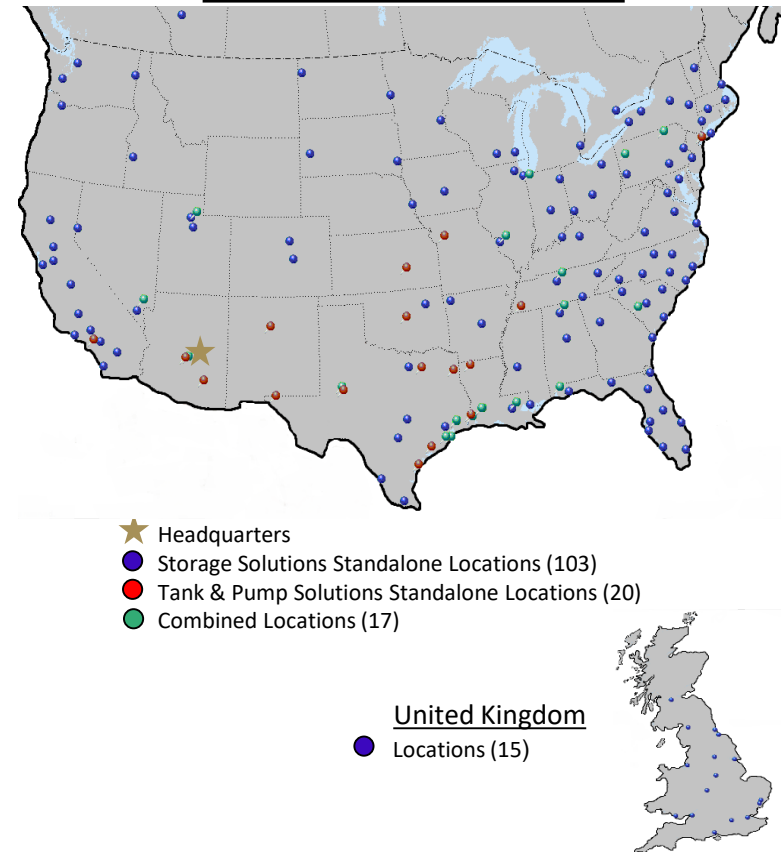 Headquarters
Storage Solutions Standalone Locations (103)
Tank & Pump Solutions Standalone Locations (20)
Combined Locations (17)
United Kingdom
Locations (15)